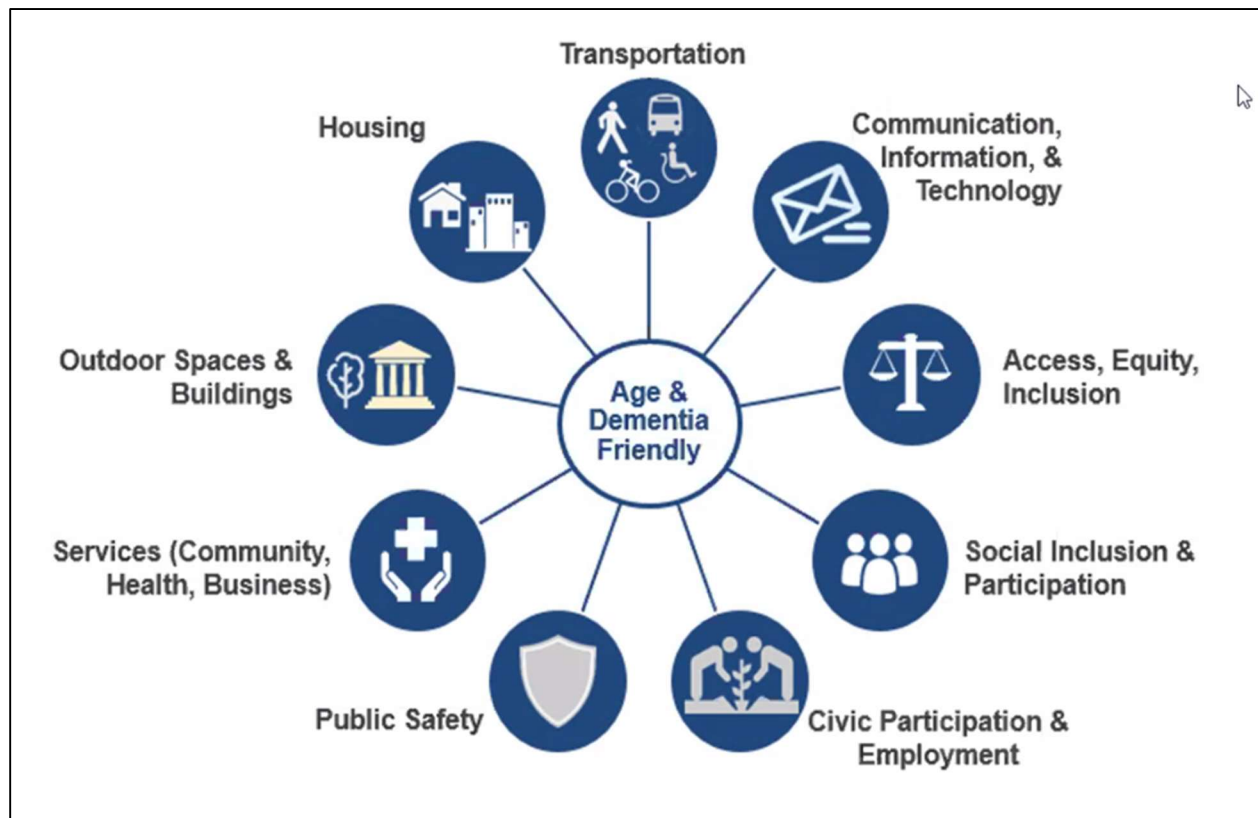 Transportation
Housing
Communication,
Information, &
Technology
Outdoor Spaces &
Buildings
Age &
Dementia
Friendly
Access, Equity,
Inclusion
Services (Community,
Health, Business)
Social Inclusion &
Participation
Public Safety
Civic Participation &
Employment